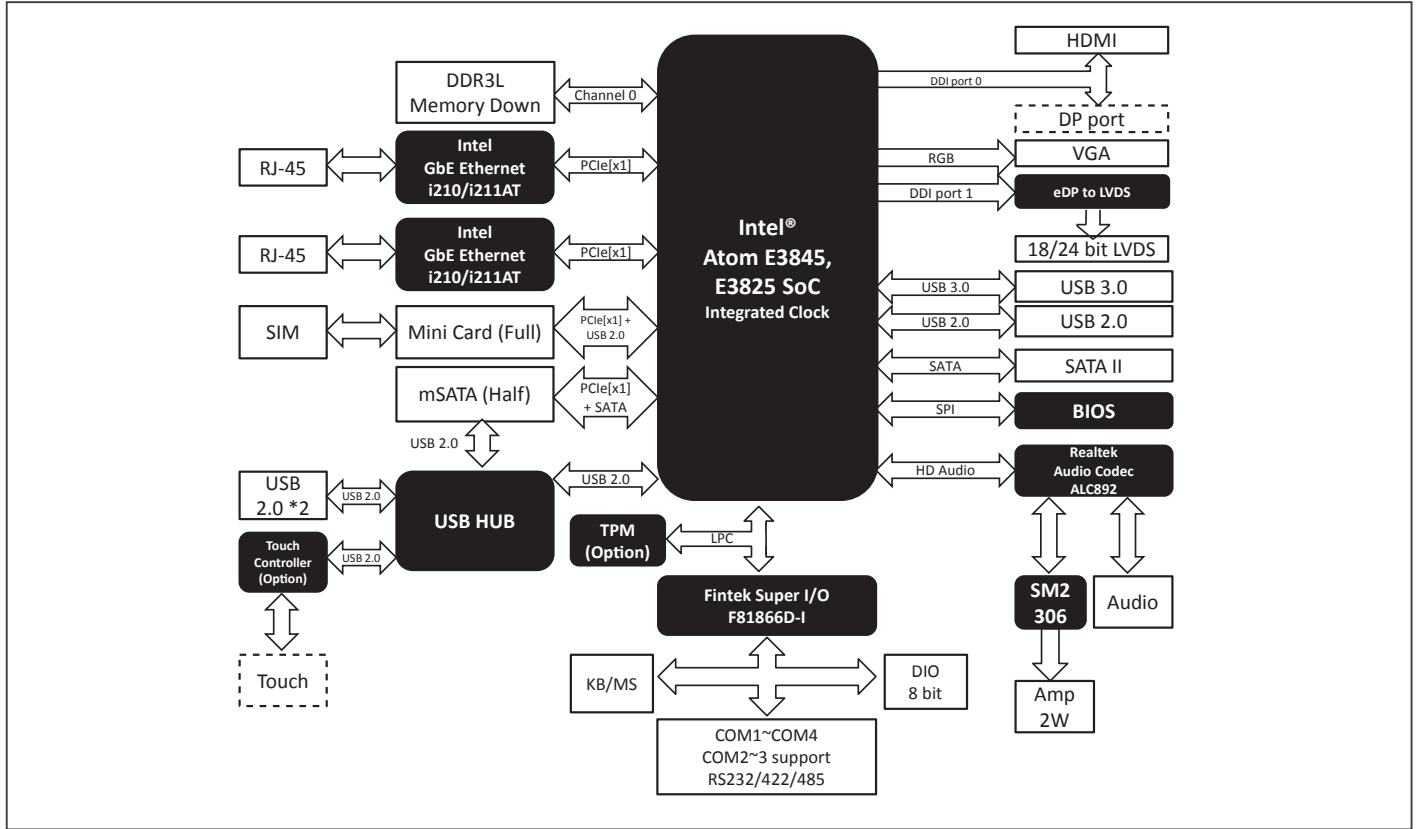 HDMI
DDI port 0
DP port
DDR3L
Memory Down
Channel 0
RJ-45
Intel
GbE Ethernet
i210/i211AT
PCIe[x1]
RGB
VGA
DDI port 1
eDP to LVDS
18/24 bit LVDS
Intel®
Atom E3845,
E3825 SoC
Integrated Clock
RJ-45
Intel
GbE Ethernet
i210/i211AT
PCIe[x1]
USB 3.0
USB 3.0
USB 2.0
USB 2.0
SIM
Mini Card (Full)
PCIe[x1] +
USB 2.0
SATA
SATA II
mSATA (Half)
PCIe[x1]
+ SATA
SPI
BIOS
USB 2.0
HD Audio
Realtek
Audio Codec
ALC892
USB
2.0 *2
USB 2.0
USB HUB
USB 2.0
Touch
Controller
(Option)
USB 2.0
TPM
(Option)
LPC
Fintek Super I/O
F81866D-I
SM2
306
Audio
Touch
KB/MS
DIO
8 bit
Amp
2W
COM1~COM4
COM2~3 support
RS232/422/485